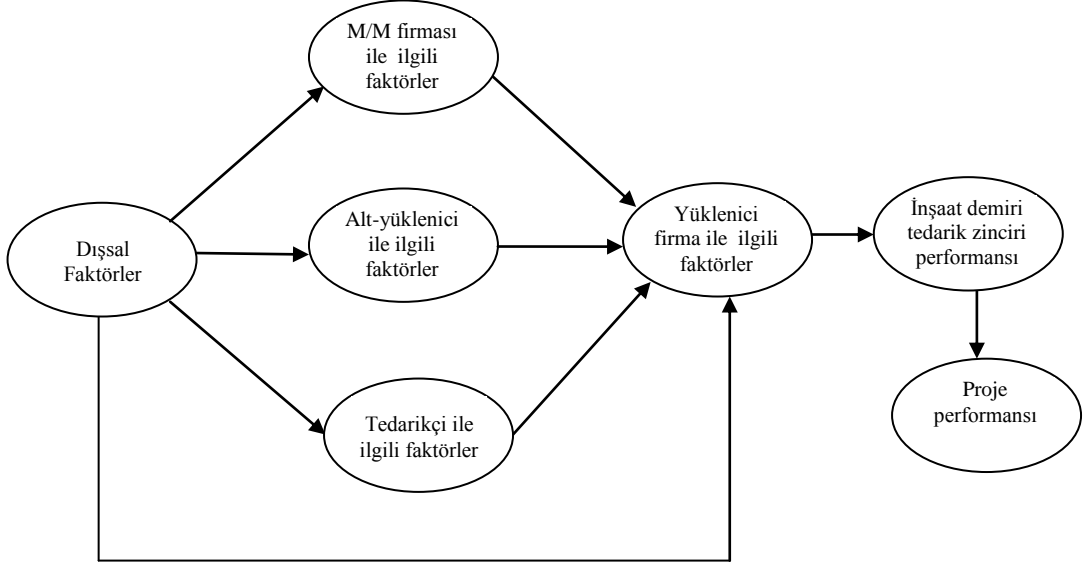 M/M firması
ile ilgili
faktörler
Dışsal
Faktörler
Alt-yüklenici
ile ilgili
faktörler
Tedarikçi ile
ilgili faktörler
Yüklenici
firma ile ilgili
faktörler
İnşaat demiri
tedarik zinciri
performansı
Proje
performansı